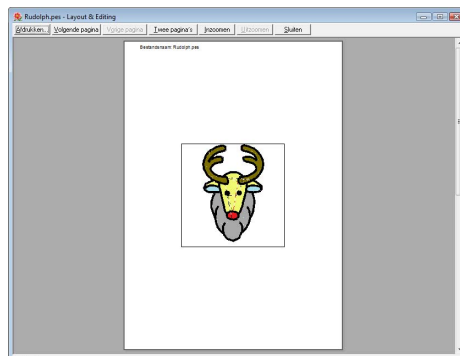 Rudolph.pes - Layout & Editing
Afdrukken... Volgende pagina Vorige pagina Twee pagina's Inzoomen Uitzoomen Sluiten
Bestandsnaam: Rudolph.pes